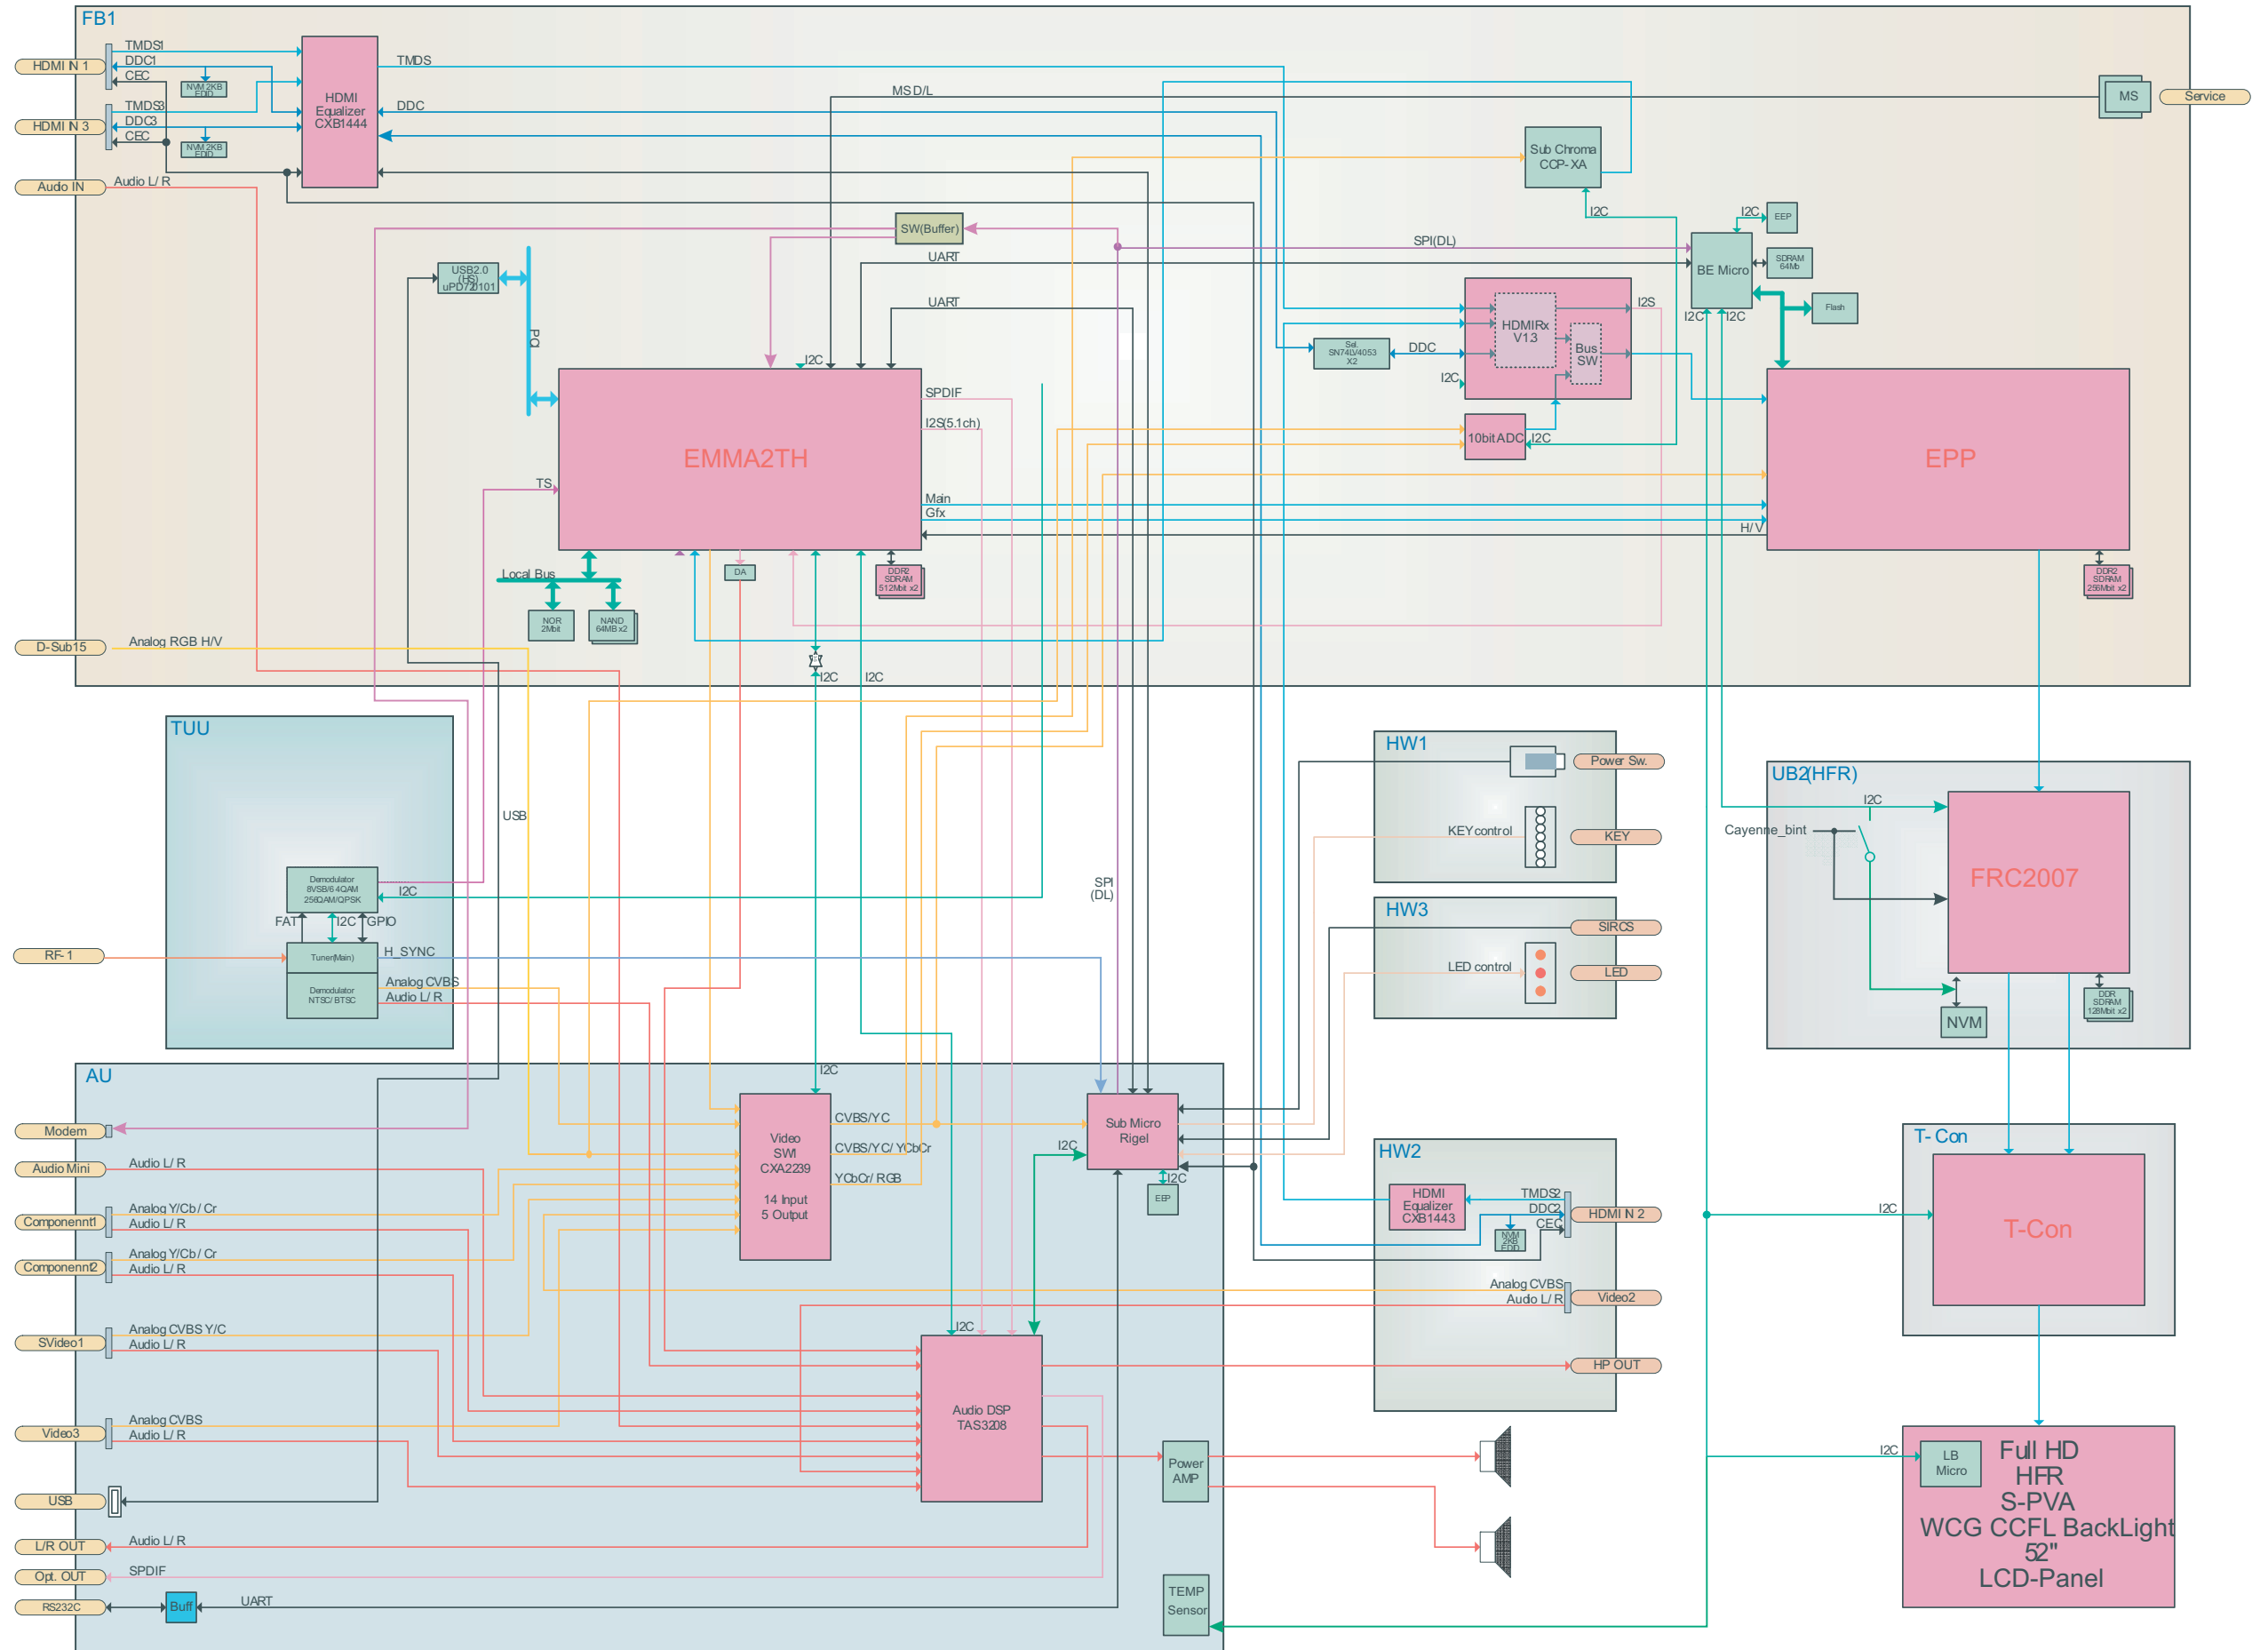 FB1
HDMI IN 1
TMDS1
DDC1
CEC
NVM 2KB
EDID
HDMI IN 3
TMDS3
DDC3
CEC
NVM 2KB
EDID
Audio IN
Audio L/ R
HDMI
Equalizer
CXB1444
TMDS
DDC
MS D/L
MS
Service
Sub Chroma
CCP- XA
I2C
SW(Buffer)
SPI(DL)
UART
UART
USB2.0
(HS)
uPD720101
PCI
I2C
EEP
BE Micro
SDRAM
64Mb
Flash
I2C
I2C
I2S
HDMIRx
V1.3
Bus
SW
Sel.
SN74LV4053
X2
DDC
I2C
10bit ADC
I2C
I2C
EMMA2TH
SPDIF
I2S(5.1ch)
TS
Main
Gfx
H/ V
EPP
Local Bus
NOR
2Mbit
NAND
64MB x2
DA
DDR2
SDRAM
512Mbit x2
DDR2
SDRAM
256Mbit x2
D-Sub15
Analog RGB H/V
I2C
I2C
TUU
USB
Demodulator
8VSB/64QAM
256QAM/QPSK
I2C
FAT
I2C
GPIO
RF- 1
Tuner(Main)
H_SYNC
Demodulator
NTSC/ BTSC
Analog CVBS
Audio L/ R
SPI
(DL)
HW1
Power Sw.
KEY control
KEY
HW3
SIRCS
LED control
LED
UB2(HFR)
I2C
Cayenne_bint
FRC2007
NVM
DDR
SDRAM
128Mbit x2
AU
I2C
Modem
Audio Mini
Audio L/ R
Componennt1
Analog Y/Cb / Cr
Audio L/ R
Componennt2
Analog Y/Cb / Cr
Audio L/ R
SVideo1
Analog CVBS Y/C
Audio L/ R
Video3
Analog CVBS
Audio L/ R
USB
L/R OUT
Audio L/ R
Opt. OUT
SPDIF
RS232C
Buff
UART
Video
SW1
CXA2239
14 Input
5 Output
CVBS/YC
CVBS/YC/ YCbCr
YCbCr/ RGB
Sub Micro
Rigel
I2C
I2C
EEP
I2C
Audio DSP
TAS3208
Power
AMP
TEMP
Sensor
HW2
HDMI
Equalizer
CXB1443
TMDS2
DDC2
CEC
NVM
2KB
EDID
HDMI IN 2
Analog CVBS
Audio L/ R
Video2
HP OUT
T- Con
I2C
T-Con
I2C
LB
Micro
Full HD
HFR
S-PVA
WCG CCFL BackLight
52"
LCD-Panel